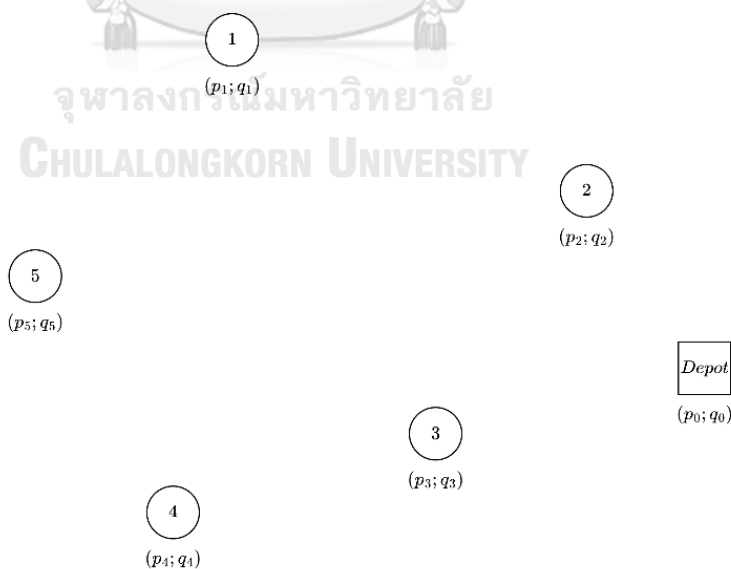 1
(p₁; q₁)
จุฬาลงกรณ์มหาวิทยาลัย
CHULALONGKORN UNIVERSITY
2
(p₂; q₂)
5
(p₅; q₅)
Depot
(p₀; q₀)
3
(p₃; q₃)
4
(p₄; q₄)